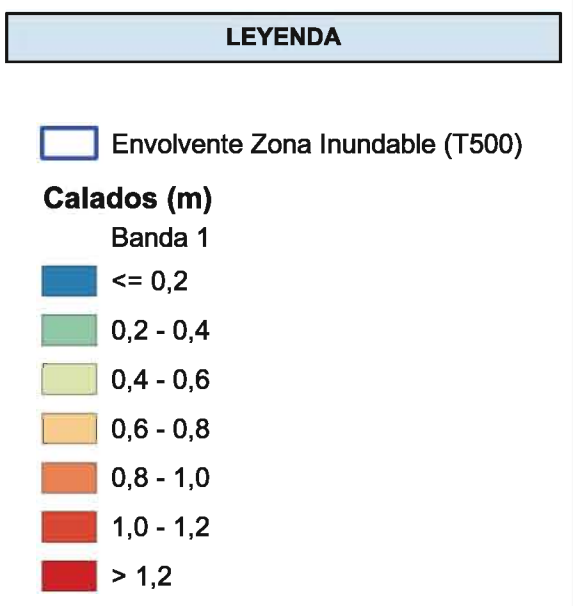 LEYENDA
Envolvente Zona Inundable (T500)
Calados (m)
Banda 1
<= 0,2
0,2 - 0,4
0,4 - 0,6
0,6 - 0,8
0,8 - 1,0
1,0 - 1,2
> 1,2